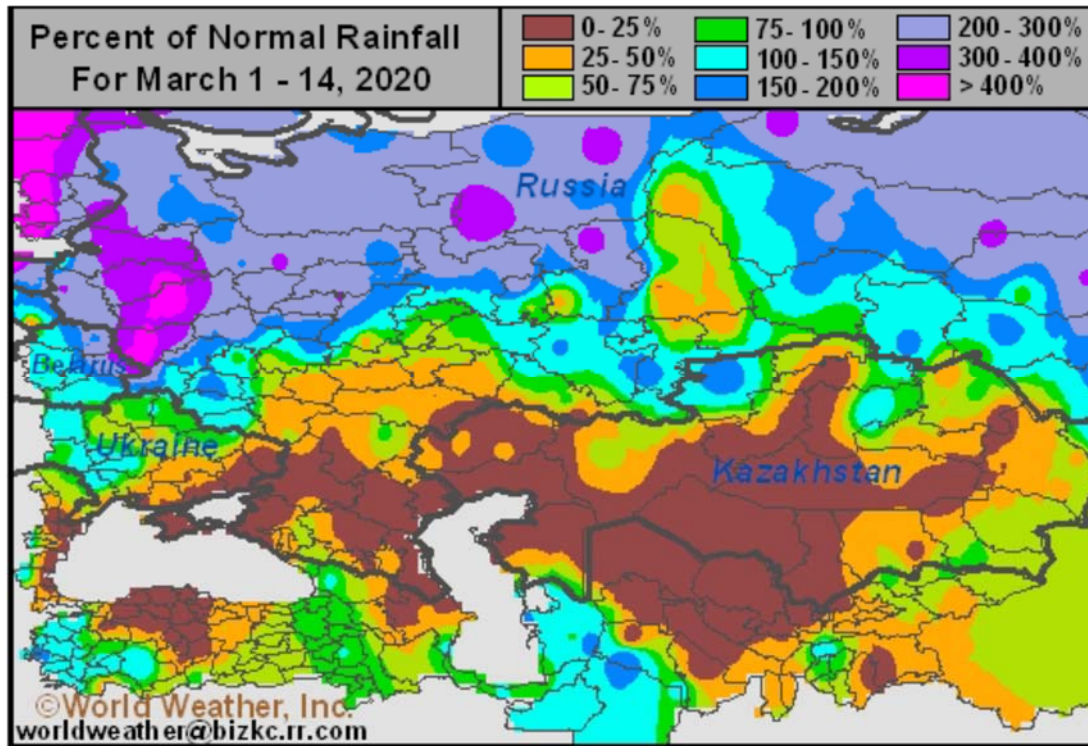 Percent of Normal Rainfall
For March 1 - 14, 2020
0- 25%
25- 50%
50- 75%
75- 100%
100- 150%
150- 200%
200- 300%
300- 400%
> 400%
Russia
Belarus
Ukraine
Kazakhstan
©World Weather, Inc.
worldweather@bizkc.rr.com